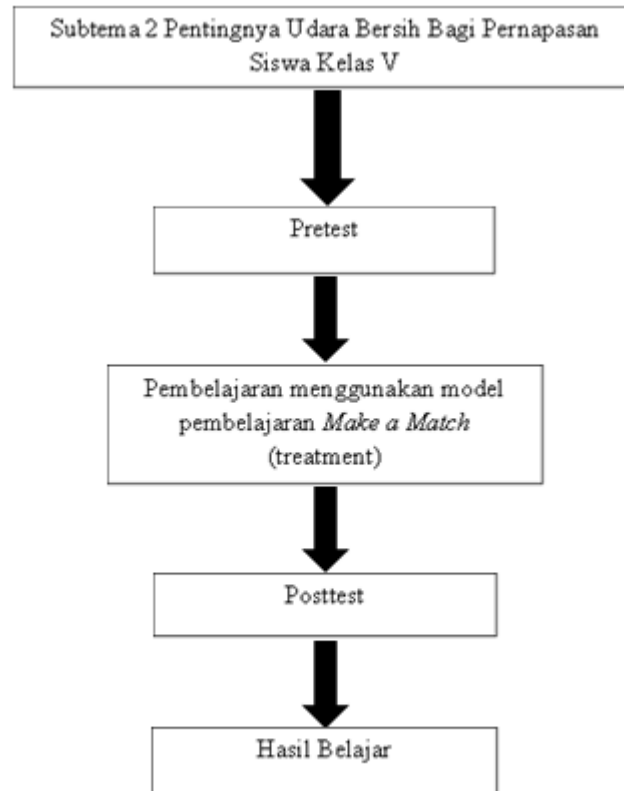 Subtema 2 Pentingnya Udara Bersih Bagi Pernapasan
Siswa Kelas V
Pretest
Pembelajaran menggunakan model
pembelajaran Make a Match
(treatment)
Posttest
Hasil Belajar